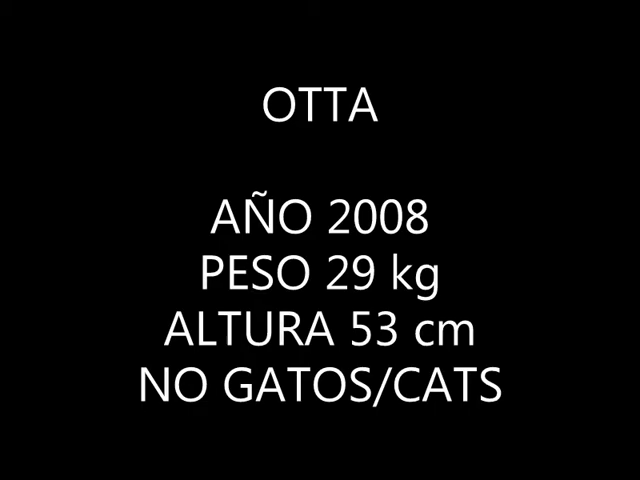 OTTA
AÑO 2008
PESO 29 kg
ALTURA 53 cm
NO GATOS/CATS